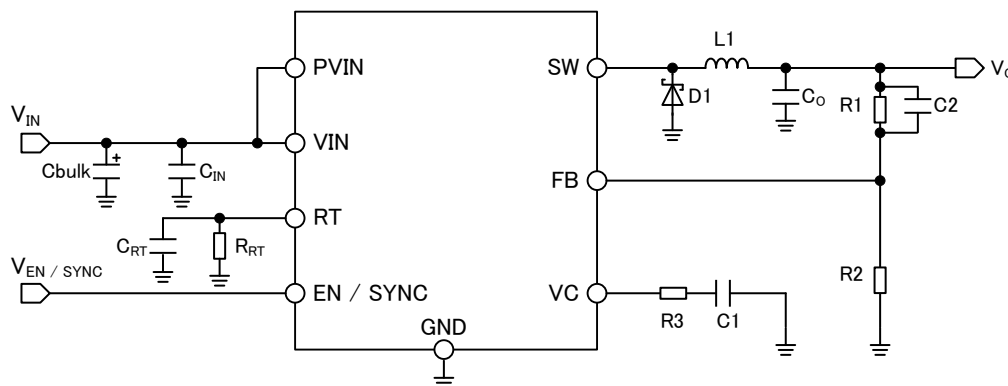 L1
PVIN
SW
V
D1
C_O
R1
C2
V_IN
VIN
Cbulk
+
C_IN
FB
RT
C_RT
R_RT
V_EN / SYNC
EN / SYNC
VC
R2
R3
C1
GND